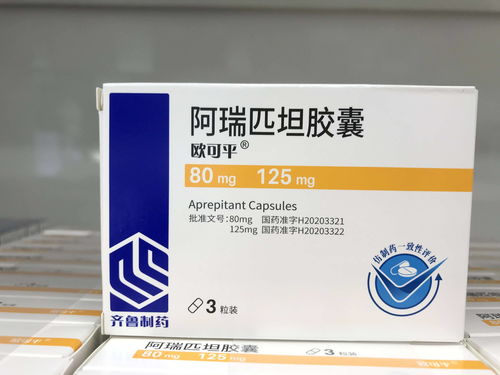 阿瑞匹坦胶囊
欧可平®
80 mg 125 mg
Aprepitant Capsules
批准文号:80mg 国药准字H20203321
125mg 国药准字H20203322
仿制药一致性评价
3粒装
齐鲁制药
阿瑞匹坦胶囊
80 mg 125 mg
3粒装